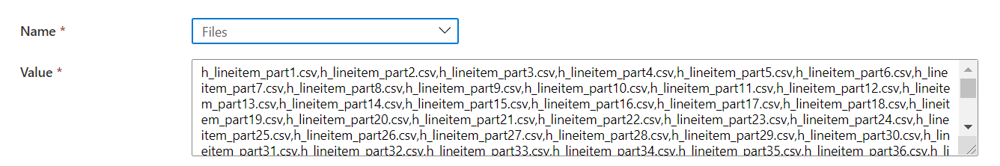 Name *
Files
Value *
h_lineitem_part1.csv,h_lineitem_part2.csv,h_lineitem_part3.csv,h_lineitem_part4.csv,h_lineitem_part5.csv,h_lineitem_part6.csv,h_line
item_part7.csv,h_lineitem_part8.csv,h_lineitem_part9.csv,h_lineitem_part10.csv,h_lineitem_part11.csv,h_lineitem_part12.csv,h_lineite
m_part13.csv,h_lineitem_part14.csv,h_lineitem_part15.csv,h_lineitem_part16.csv,h_lineitem_part17.csv,h_lineitem_part18.csv,h_lineit
em_part19.csv,h_lineitem_part20.csv,h_lineitem_part21.csv,h_lineitem_part22.csv,h_lineitem_part23.csv,h_lineitem_part24.csv,h_line
item_part25.csv,h_lineitem_part26.csv,h_lineitem_part27.csv,h_lineitem_part28.csv,h_lineitem_part29.csv,h_lineitem_part30.csv,h_lin
eitem_part31.csv,h_lineitem_part32.csv,h_lineitem_part33.csv,h_lineitem_part34.csv,h_lineitem_part35.csv,h_lineitem_part36.csv,h_li